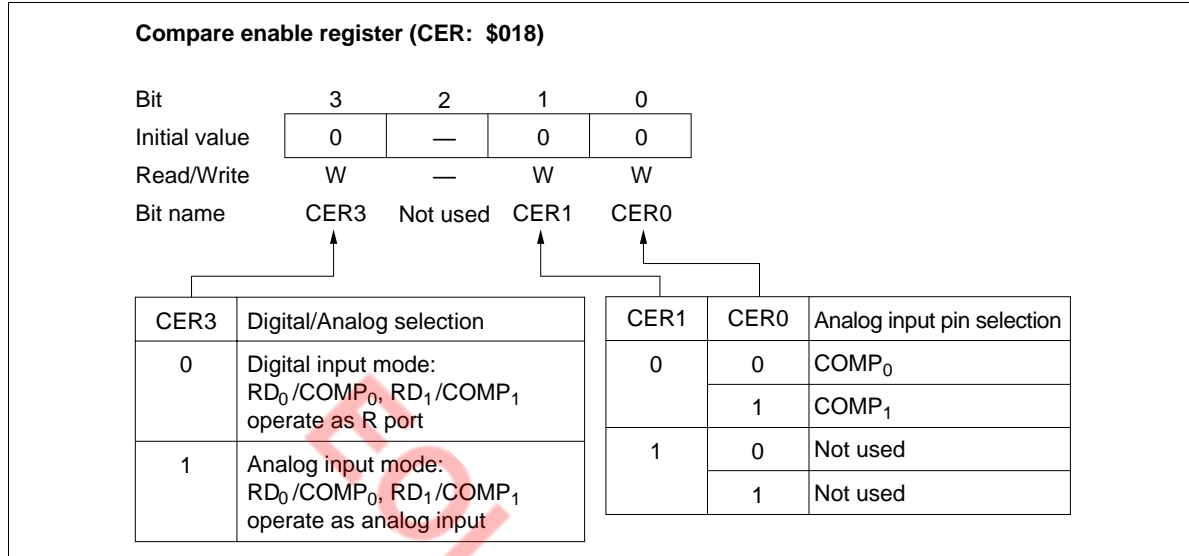 Compare enable register (CER: $018)
Bit 3 2 1 0
Initial value 0 — 0 0
Read/Write W — W W
Bit name CER3 Not used CER1 CER0
CER3 Digital/Analog selection
0 Digital input mode:
RD0/COMP0, RD1/COMP1
operate as R port
1 Analog input mode:
RD0/COMP0, RD1/COMP1
operate as analog input
CER1 CER0 Analog input pin selection
0 0 COMP0
1 COMP1
1 0 Not used
1 Not used